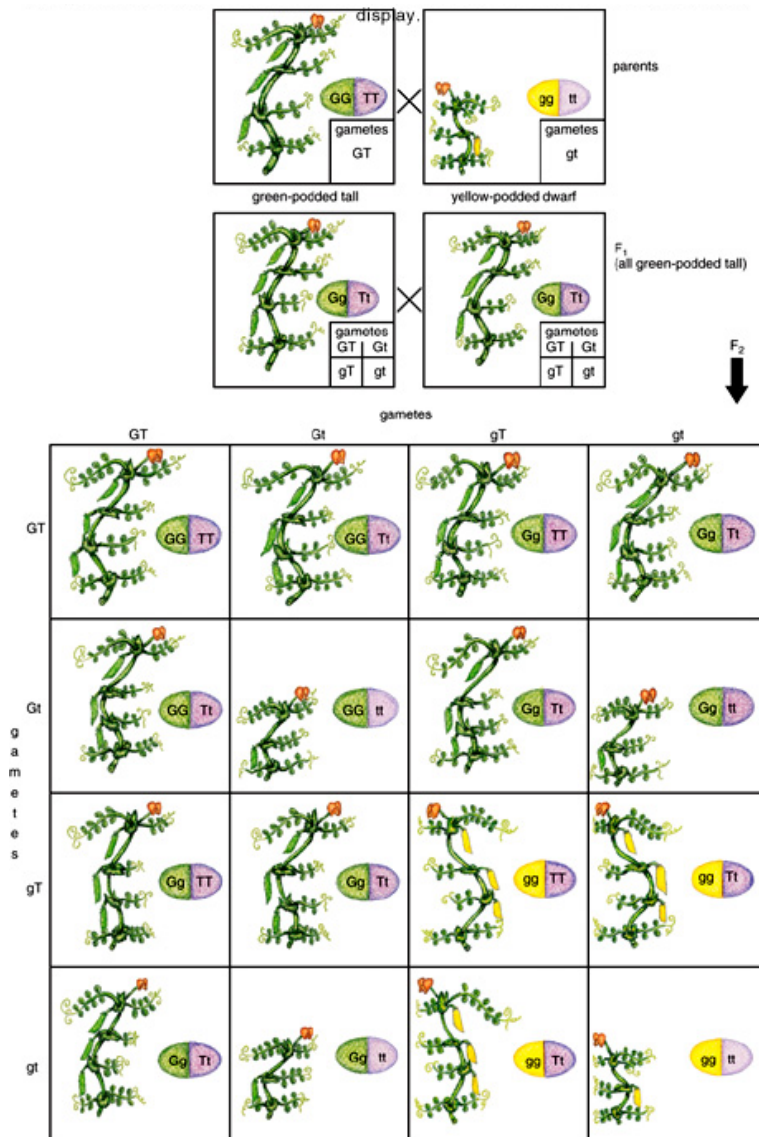 display.
GG TT
gametes
GT
gg tt
gametes
gt
parents
green-podded tall
yellow-podded dwarf
Gg Tt
gametes
GT Gt
gT gt
Gg Tt
gametes
GT Gt
gT gt
F1
(all green-podded tall)
F2
gametes
GT Gt gT gt
GT
GG TT
GG Tt
Gg TT
Gg Tt
Gt
GG Tt
GG tt
Gg Tt
Gg tt
gametes
gT
Gg TT
Gg Tt
gg TT
gg Tt
gt
Gg Tt
Gg tt
gg Tt
gg tt